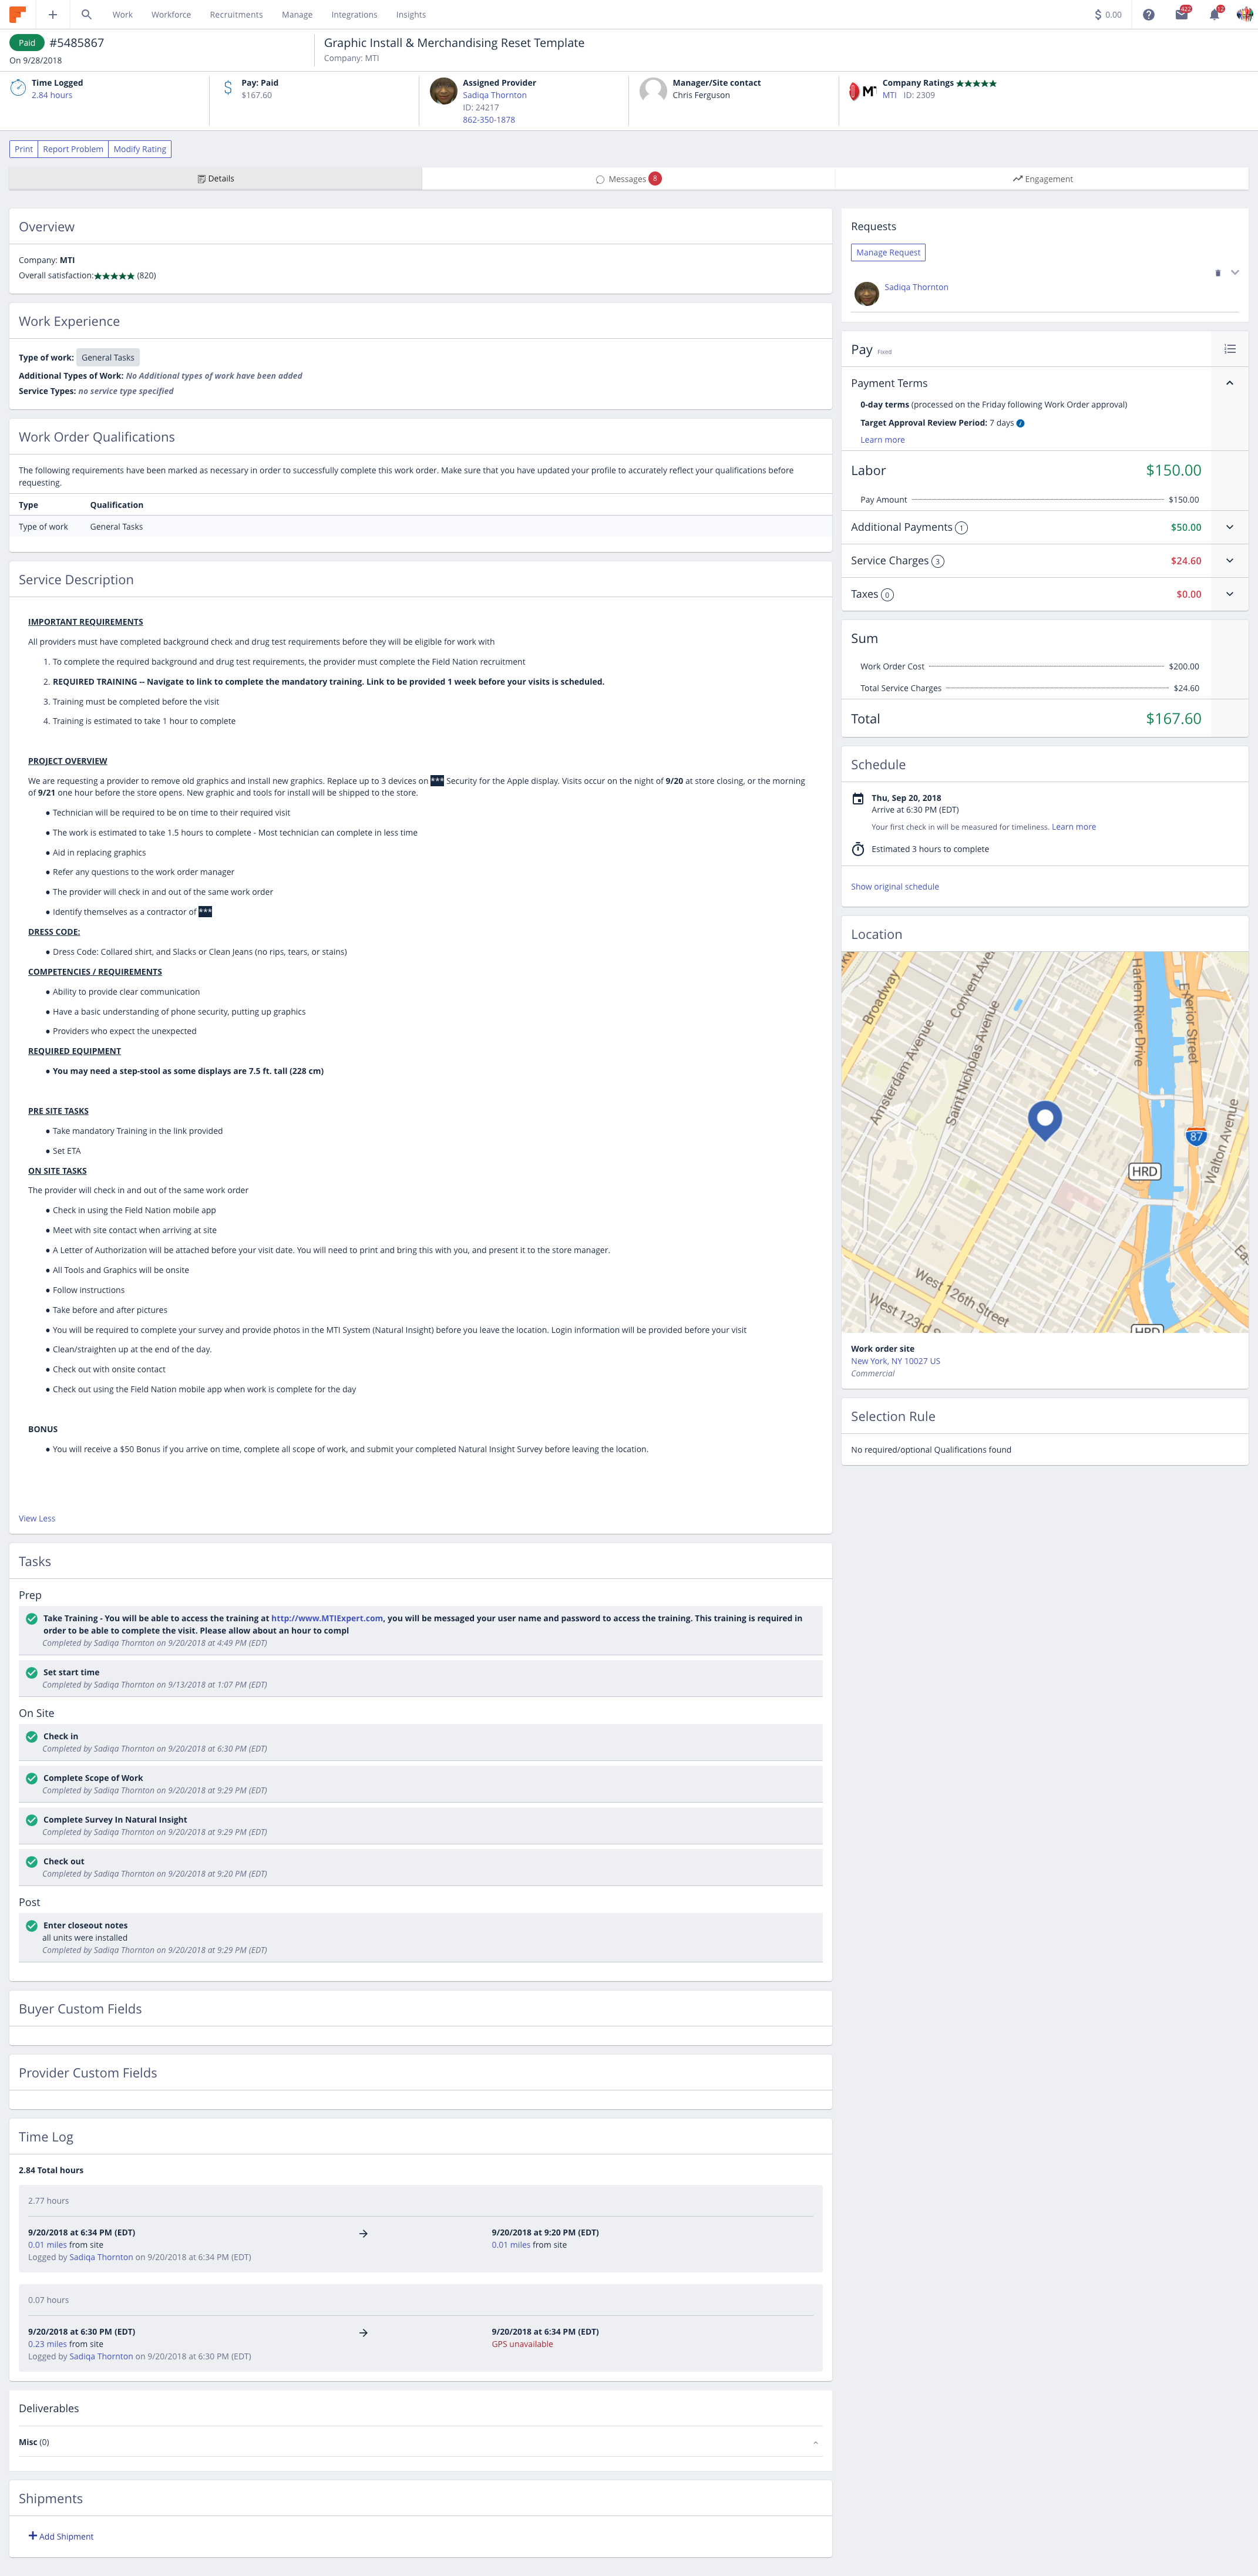 Work Workforce Recruitments Manage Integrations Insights $ 0.00 422 12
Paid #5485867
On 9/28/2018
Graphic Install & Merchandising Reset Template
Company: MTI
Time Logged
2.84 hours
Pay: Paid
$167.60
Assigned Provider
Sadiqa Thornton
ID: 24217
862-350-1878
Manager/Site contact
Chris Ferguson
Company Ratings ★★★★★
MTI ID: 2309
Print Report Problem Modify Rating
Details Messages 8 Engagement
Overview
Company: MTI
Overall satisfaction:★★★★★ (820)
Work Experience
Type of work: General Tasks
Additional Types of Work: No Additional types of work have been added
Service Types: no service type specified
Work Order Qualifications
The following requirements have been marked as necessary in order to successfully complete this work order. Make sure that you have updated your profile to accurately reflect your qualifications before
requesting.
Type Qualification
Type of work General Tasks
Service Description
IMPORTANT REQUIREMENTS
All providers must have completed background check and drug test requirements before they will be eligible for work with
1. To complete the required background and drug test requirements, the provider must complete the Field Nation recruitment
2. REQUIRED TRAINING -- Navigate to link to complete the mandatory training. Link to be provided 1 week before your visits is scheduled.
3. Training must be completed before the visit
4. Training is estimated to take 1 hour to complete
PROJECT OVERVIEW
We are requesting a provider to remove old graphics and install new graphics. Replace up to 3 devices on *** Security for the Apple display. Visits occur on the night of 9/20 at store closing, or the morning
of 9/21 one hour before the store opens. New graphic and tools for install will be shipped to the store.
● Technician will be required to be on time to their required visit
● The work is estimated to take 1.5 hours to complete - Most technician can complete in less time
● Aid in replacing graphics
● Refer any questions to the work order manager
● The provider will check in and out of the same work order
● Identify themselves as a contractor of ***
DRESS CODE:
● Dress Code: Collared shirt, and Slacks or Clean Jeans (no rips, tears, or stains)
COMPETENCIES / REQUIREMENTS
● Ability to provide clear communication
● Have a basic understanding of phone security, putting up graphics
● Providers who expect the unexpected
REQUIRED EQUIPMENT
● You may need a step-stool as some displays are 7.5 ft. tall (228 cm)
PRE SITE TASKS
● Take mandatory Training in the link provided
● Set ETA
ON SITE TASKS
The provider will check in and out of the same work order
● Check in using the Field Nation mobile app
● Meet with site contact when arriving at site
● A Letter of Authorization will be attached before your visit date. You will need to print and bring this with you, and present it to the store manager.
● All Tools and Graphics will be onsite
● Follow instructions
● Take before and after pictures
● You will be required to complete your survey and provide photos in the MTI System (Natural Insight) before you leave the location. Login information will be provided before your visit
● Clean/straighten up at the end of the day.
● Check out with onsite contact
● Check out using the Field Nation mobile app when work is complete for the day
BONUS
● You will receive a $50 Bonus if you arrive on time, complete all scope of work, and submit your completed Natural Insight Survey before leaving the location.
View Less
Tasks
Prep
Take Training - You will be able to access the training at http://www.MTIExpert.com, you will be messaged your user name and password to access the training. This training is required in
order to be able to complete the visit. Please allow about an hour to compl
Completed by Sadiqa Thornton on 9/20/2018 at 4:49 PM (EDT)
Set start time
Completed by Sadiqa Thornton on 9/13/2018 at 1:07 PM (EDT)
On Site
Check in
Completed by Sadiqa Thornton on 9/20/2018 at 6:30 PM (EDT)
Complete Scope of Work
Completed by Sadiqa Thornton on 9/20/2018 at 9:29 PM (EDT)
Complete Survey In Natural Insight
Completed by Sadiqa Thornton on 9/20/2018 at 9:29 PM (EDT)
Check out
Completed by Sadiqa Thornton on 9/20/2018 at 9:20 PM (EDT)
Post
Enter closeout notes
all units were installed
Completed by Sadiqa Thornton on 9/20/2018 at 9:29 PM (EDT)
Buyer Custom Fields
Provider Custom Fields
Time Log
2.84 Total hours
2.77 hours
9/20/2018 at 6:34 PM (EDT) → 9/20/2018 at 9:20 PM (EDT)
0.01 miles from site 0.01 miles from site
Logged by Sadiqa Thornton on 9/20/2018 at 6:34 PM (EDT)
0.07 hours
9/20/2018 at 6:30 PM (EDT) → 9/20/2018 at 6:34 PM (EDT)
0.23 miles from site GPS unavailable
Logged by Sadiqa Thornton on 9/20/2018 at 6:30 PM (EDT)
Deliverables
Misc (0)
Shipments
+ Add Shipment
Requests
Manage Request
Sadiqa Thornton
Pay Fixed
Payment Terms
0-day terms (processed on the Friday following Work Order approval)
Target Approval Review Period: 7 days
Learn more
Labor $150.00
Pay Amount $150.00
Additional Payments 1 $50.00
Service Charges 3 $24.60
Taxes 0 $0.00
Sum
Work Order Cost $200.00
Total Service Charges $24.60
Total $167.60
Schedule
Thu, Sep 20, 2018
Arrive at 6:30 PM (EDT)
Your first check in will be measured for timeliness. Learn more
Estimated 3 hours to complete
Show original schedule
Location
Broadway
Convent Ave
Amsterdam Avenue
Saint Nicholas Avenue
Harlem River Drive
Exterior Street
87
HRD
Walton Avenue
West 126th Street
West 123rd S
HRD
Work order site
New York, NY 10027 US
Commercial
Selection Rule
No required/optional Qualifications found